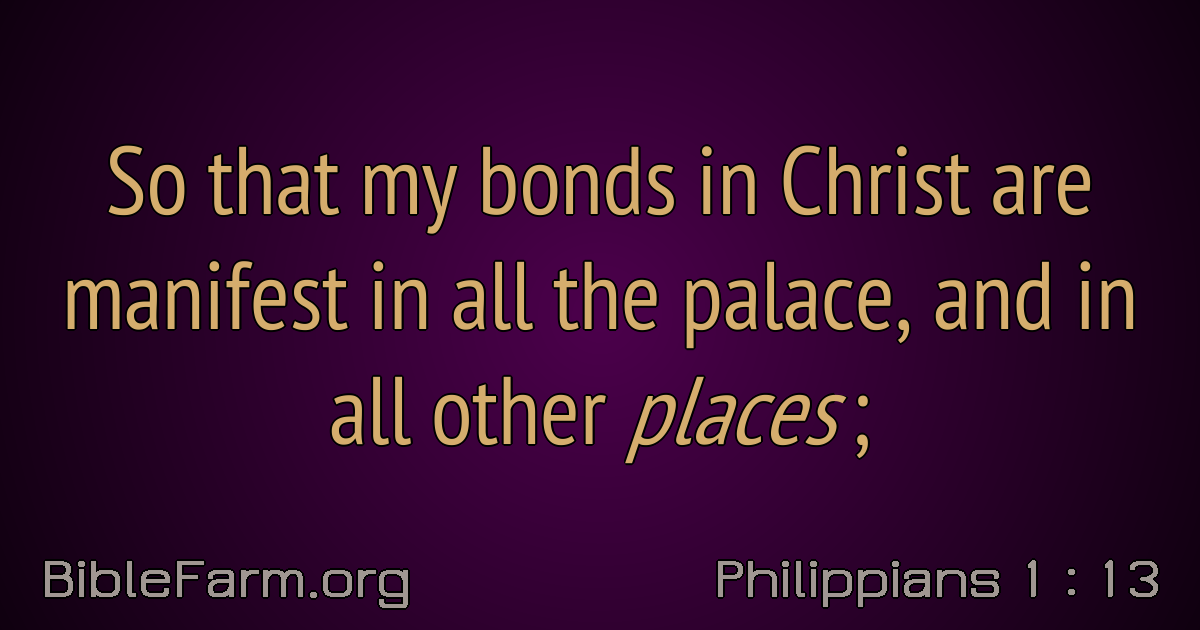 So that my bonds in Christ are
manifest in all the palace, and in
all other places;
BibleFarm.org
Philippians 1 : 13